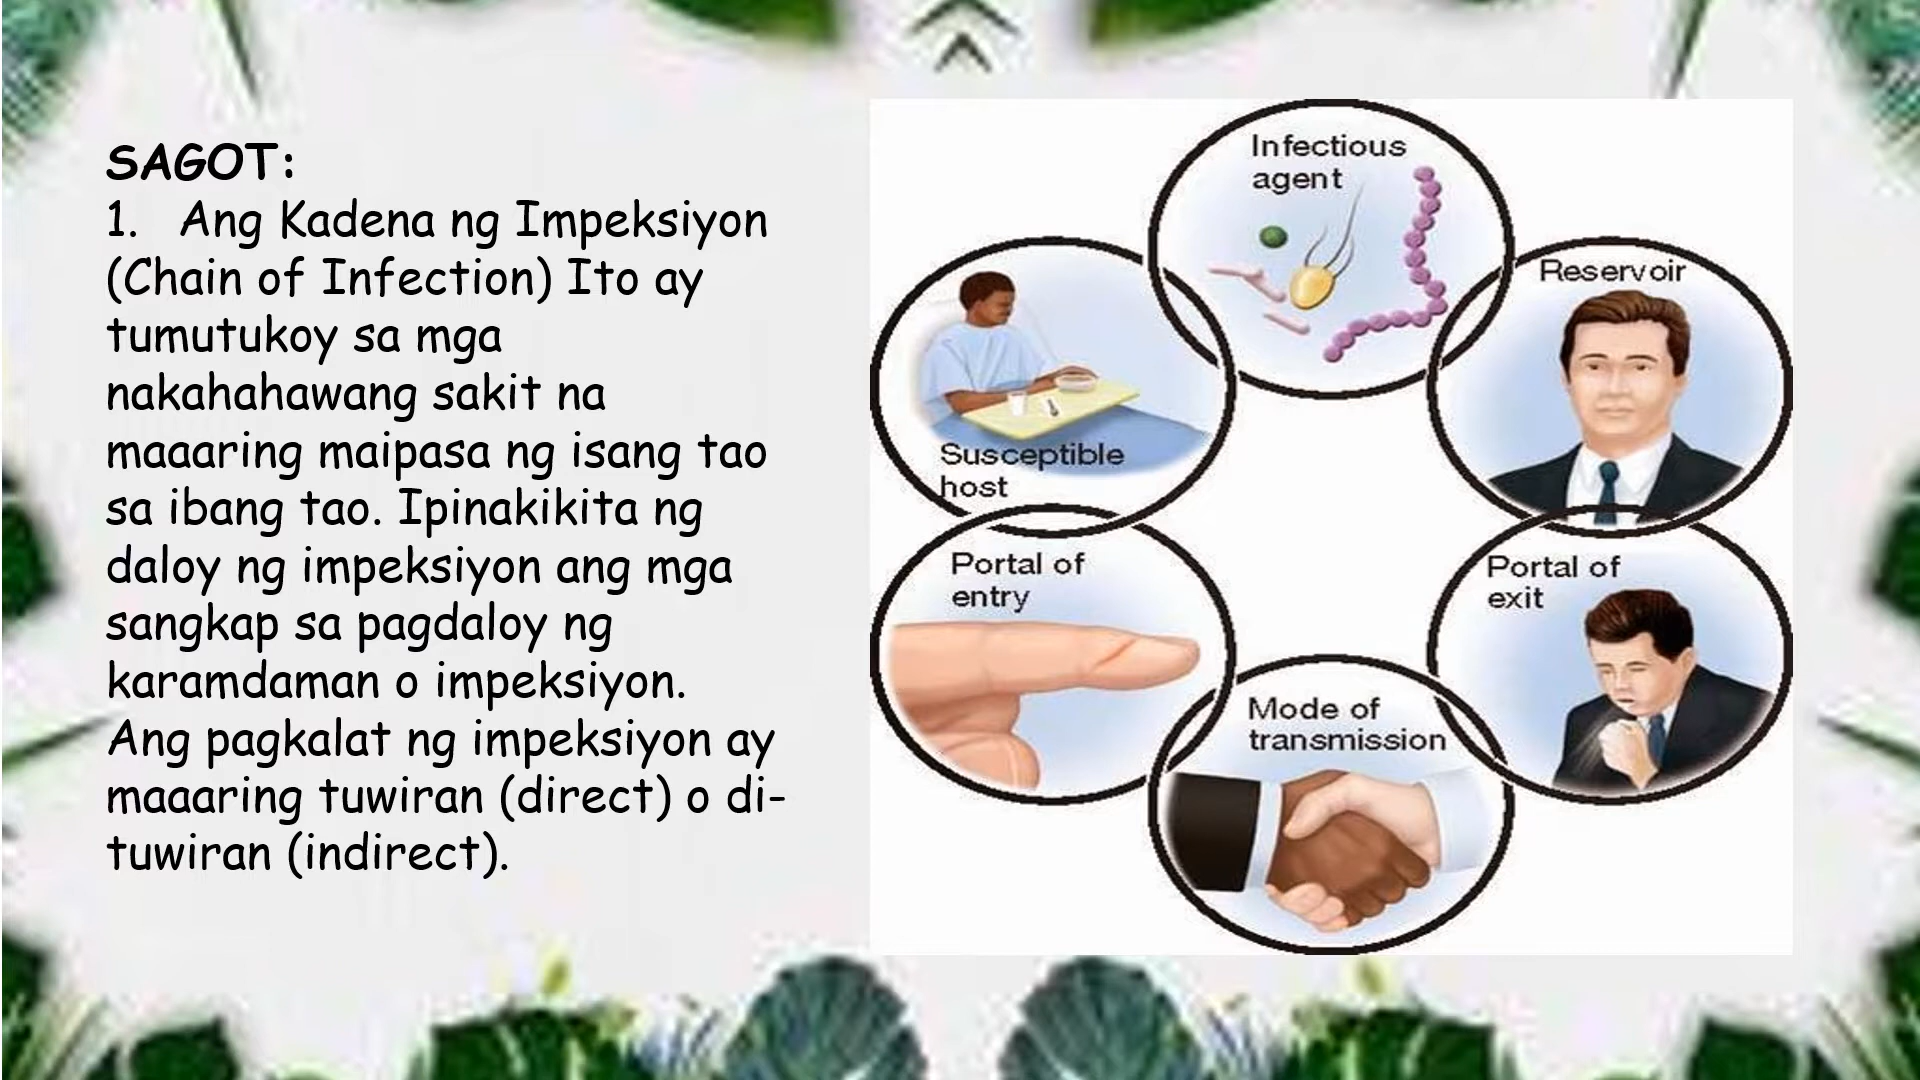 SAGOT:
1. Ang Kadena ng Impeksiyon
(Chain of Infection) Ito ay
tumutukoy sa mga
nakahahawang sakit na
maaaring maipasa ng isang tao
sa ibang tao. Ipinakikita ng
daloy ng impeksiyon ang mga
sangkap sa pagdaloy ng
karamdaman o impeksiyon.
Ang pagkalat ng impeksiyon ay
maaaring tuwiran (direct) o di-
tuwiran (indirect).
Infectious
agent
Reservoir
Portal of
exit
Mode of
transmission
Portal of
entry
Susceptible
host